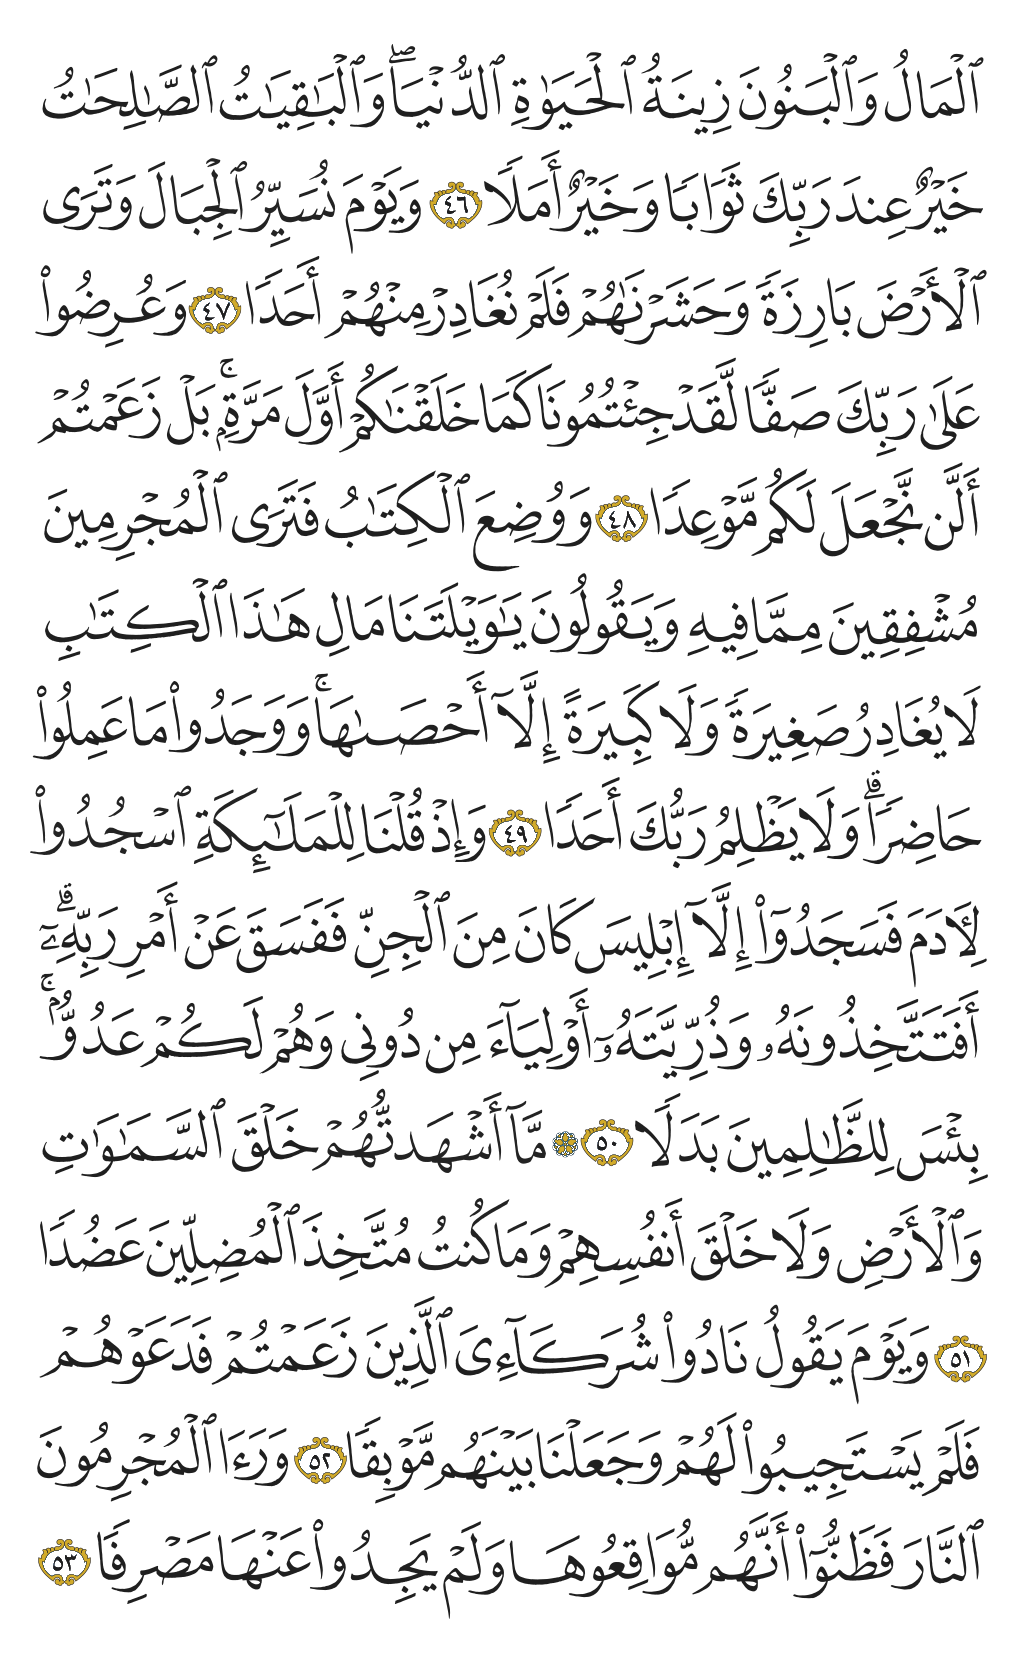 ٱلۡمَالُ وَٱلۡبَنُونَ زِينَةُ ٱلۡحَيَوٰةِ ٱلدُّنۡيَاۖ وَٱلۡبَٰقِيَٰتُ ٱلصَّٰلِحَٰتُ
خَيۡرٌ عِندَ رَبِّكَ ثَوَابٗا وَخَيۡرٌ أَمَلٗا ٤٦ وَيَوۡمَ نُسَيِّرُ ٱلۡجِبَالَ وَتَرَى
ٱلۡأَرۡضَ بَارِزَةٗ وَحَشَرۡنَٰهُمۡ فَلَمۡ نُغَادِرۡ مِنۡهُمۡ أَحَدٗا ٤٧ وَعُرِضُواْ
عَلَىٰ رَبِّكَ صَفّٗا لَّقَدۡ جِئۡتُمُونَا كَمَا خَلَقۡنَٰكُمۡ أَوَّلَ مَرَّةِۭۚ بَلۡ زَعَمۡتُمۡ
أَلَّن نَّجۡعَلَ لَكُم مَّوۡعِدٗا ٤٨ وَوُضِعَ ٱلۡكِتَٰبُ فَتَرَى ٱلۡمُجۡرِمِينَ
مُشۡفِقِينَ مِمَّا فِيهِ وَيَقُولُونَ يَٰوَيۡلَتَنَا مَالِ هَٰذَا ٱلۡكِتَٰبِ
لَا يُغَادِرُ صَغِيرَةٗ وَلَا كَبِيرَةً إِلَّآ أَحۡصَىٰهَاۚ وَوَجَدُواْ مَا عَمِلُواْ
حَاضِرٗاۗ وَلَا يَظۡلِمُ رَبُّكَ أَحَدٗا ٤٩ وَإِذۡ قُلۡنَا لِلۡمَلَٰٓئِكَةِ ٱسۡجُدُواْ
لِأٓدَمَ فَسَجَدُوٓاْ إِلَّآ إِبۡلِيسَ كَانَ مِنَ ٱلۡجِنِّ فَفَسَقَ عَنۡ أَمۡرِ رَبِّهِۦٓۗ
أَفَتَتَّخِذُونَهُۥ وَذُرِّيَّتَهُۥٓ أَوۡلِيَآءَ مِن دُونِي وَهُمۡ لَكُمۡ عَدُوُّۢۚ
بِئۡسَ لِلظَّٰلِمِينَ بَدَلٗا ٥٠ ۞ مَّآ أَشۡهَدتُّهُمۡ خَلۡقَ ٱلسَّمَٰوَٰتِ
وَٱلۡأَرۡضِ وَلَا خَلۡقَ أَنفُسِهِمۡ وَمَا كُنتُ مُتَّخِذَ ٱلۡمُضِلِّينَ عَضُدٗا
٥١ وَيَوۡمَ يَقُولُ نَادُواْ شُرَكَآءِيَ ٱلَّذِينَ زَعَمۡتُمۡ فَدَعَوۡهُمۡ
فَلَمۡ يَسۡتَجِيبُواْ لَهُمۡ وَجَعَلۡنَا بَيۡنَهُم مَّوۡبِقٗا ٥٢ وَرَءَا ٱلۡمُجۡرِمُونَ
ٱلنَّارَ فَظَنُّوٓاْ أَنَّهُم مُّوَاقِعُوهَا وَلَمۡ يَجِدُواْ عَنۡهَا مَصۡرِفٗا ٥٣